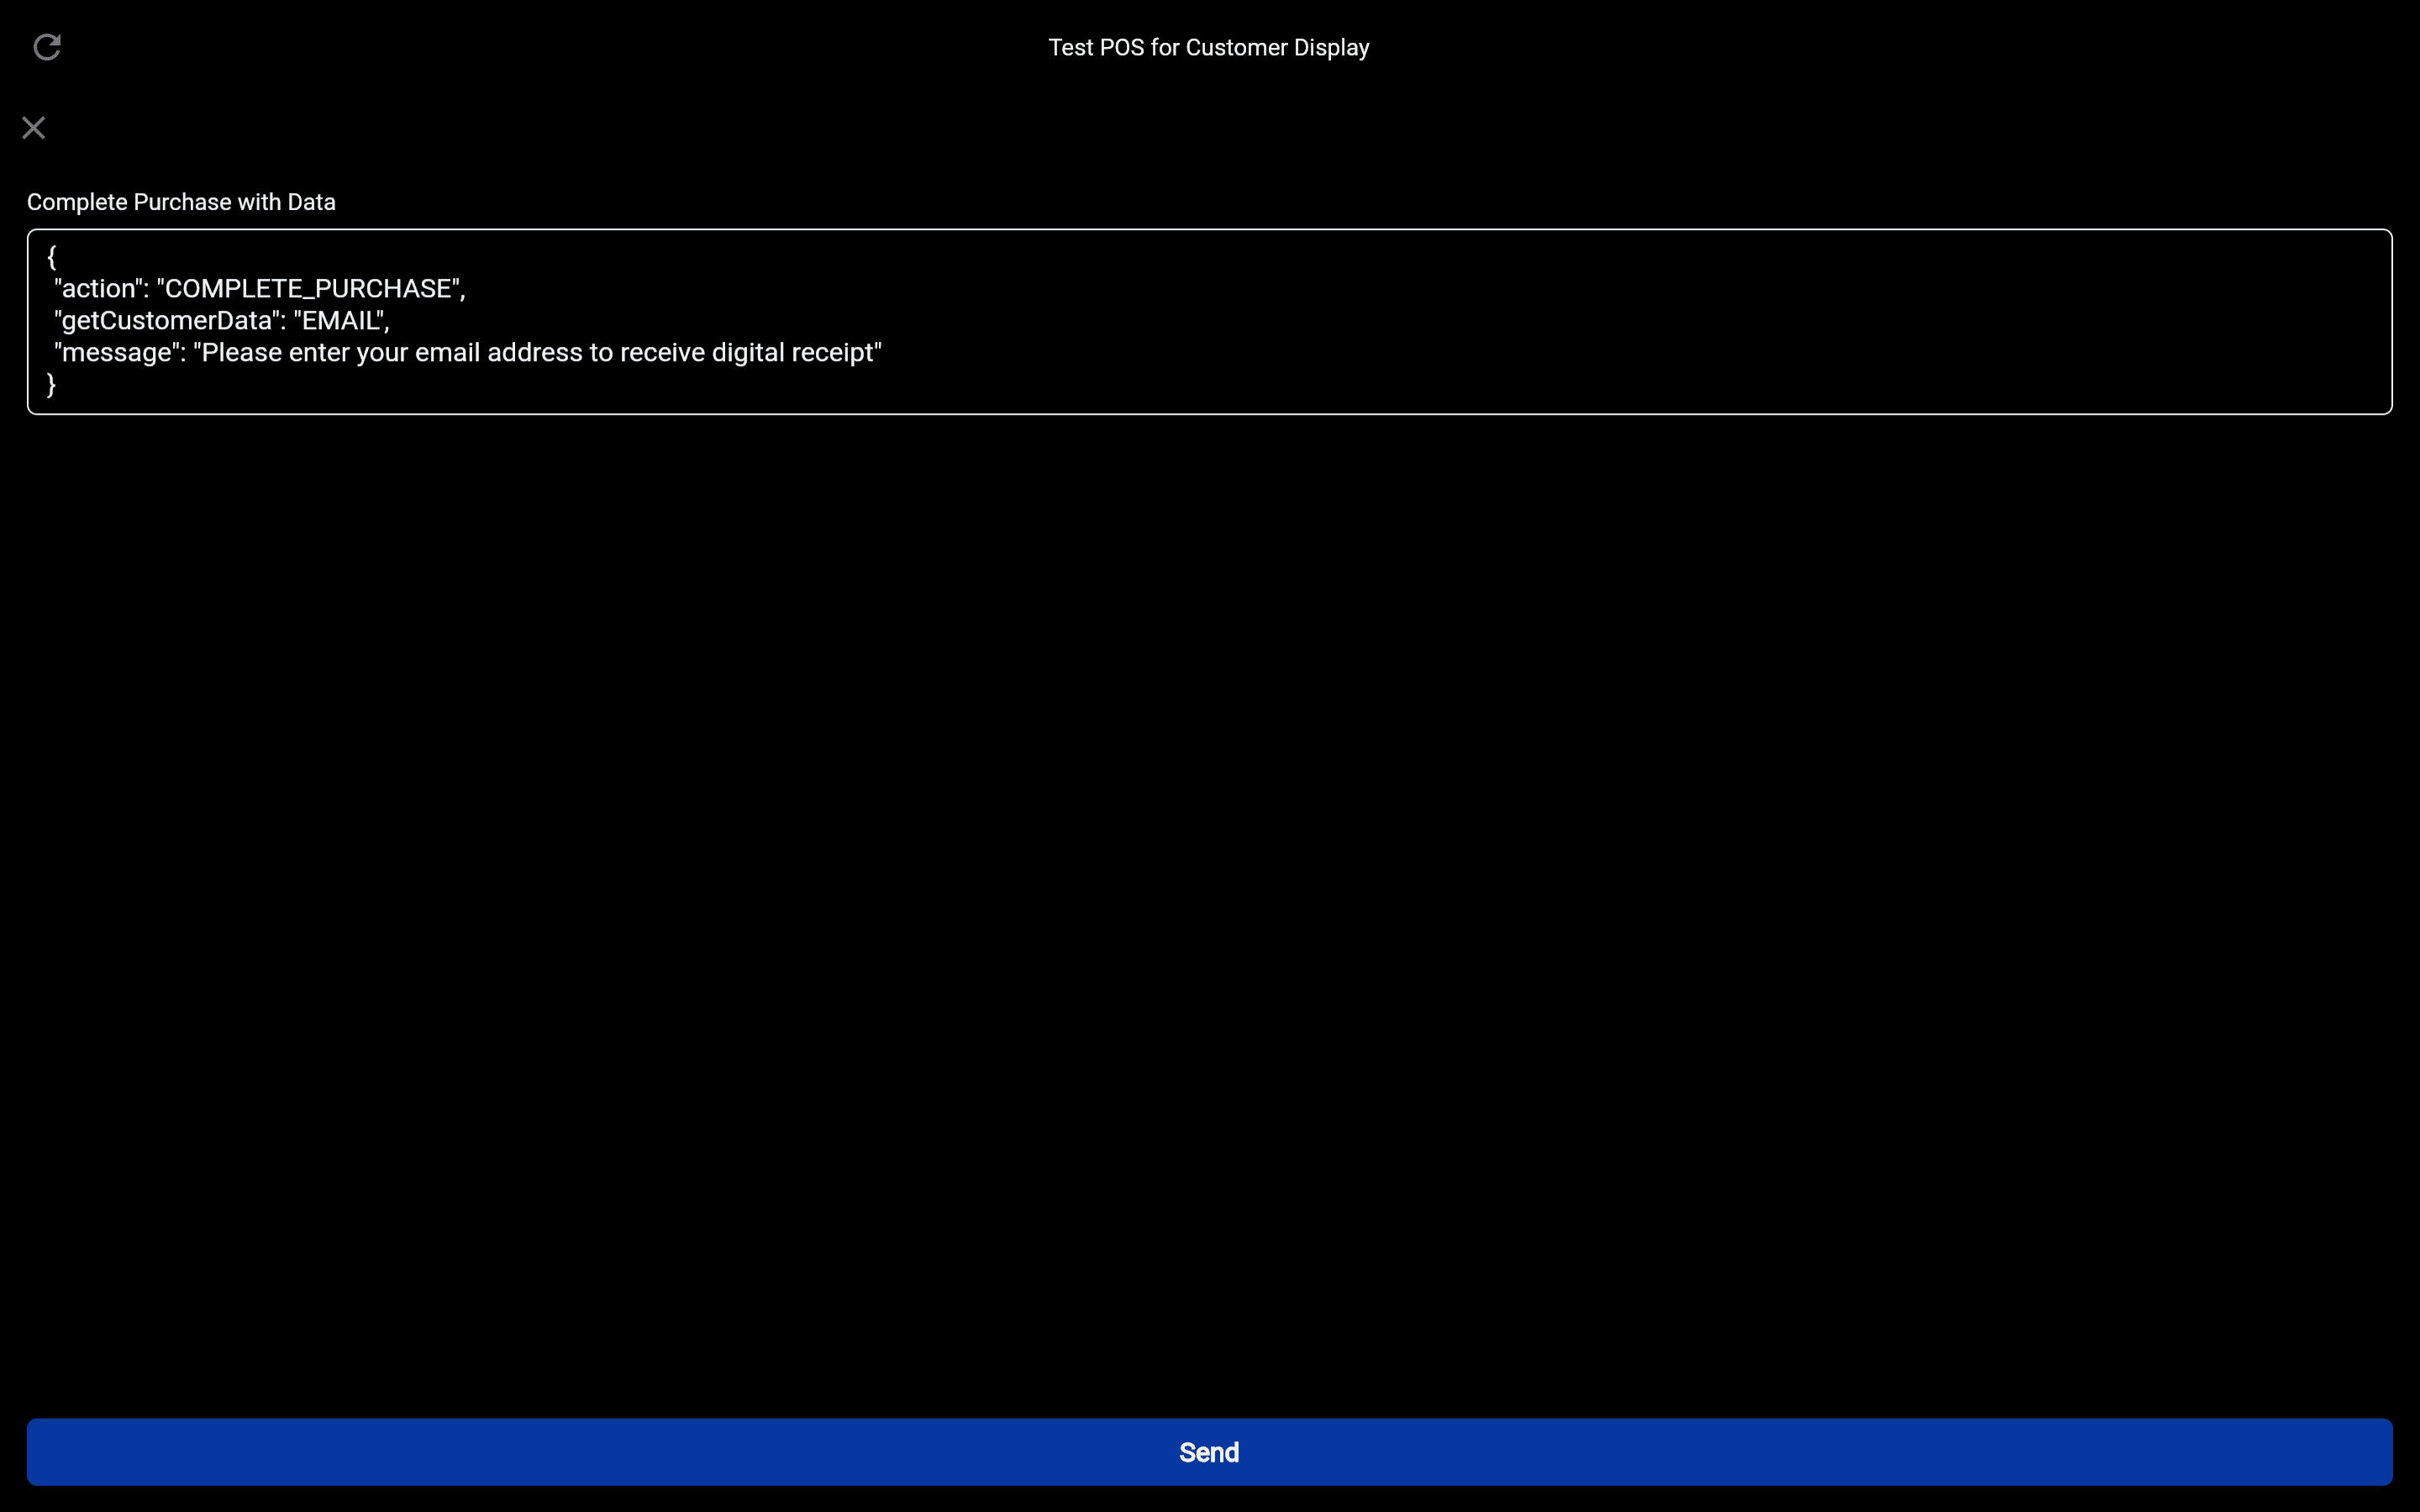 Test POS for Customer Display
Complete Purchase with Data
{
"action": "COMPLETE_PURCHASE",
"getCustomerData": "EMAIL",
"message": "Please enter your email address to receive digital receipt"
}
Send